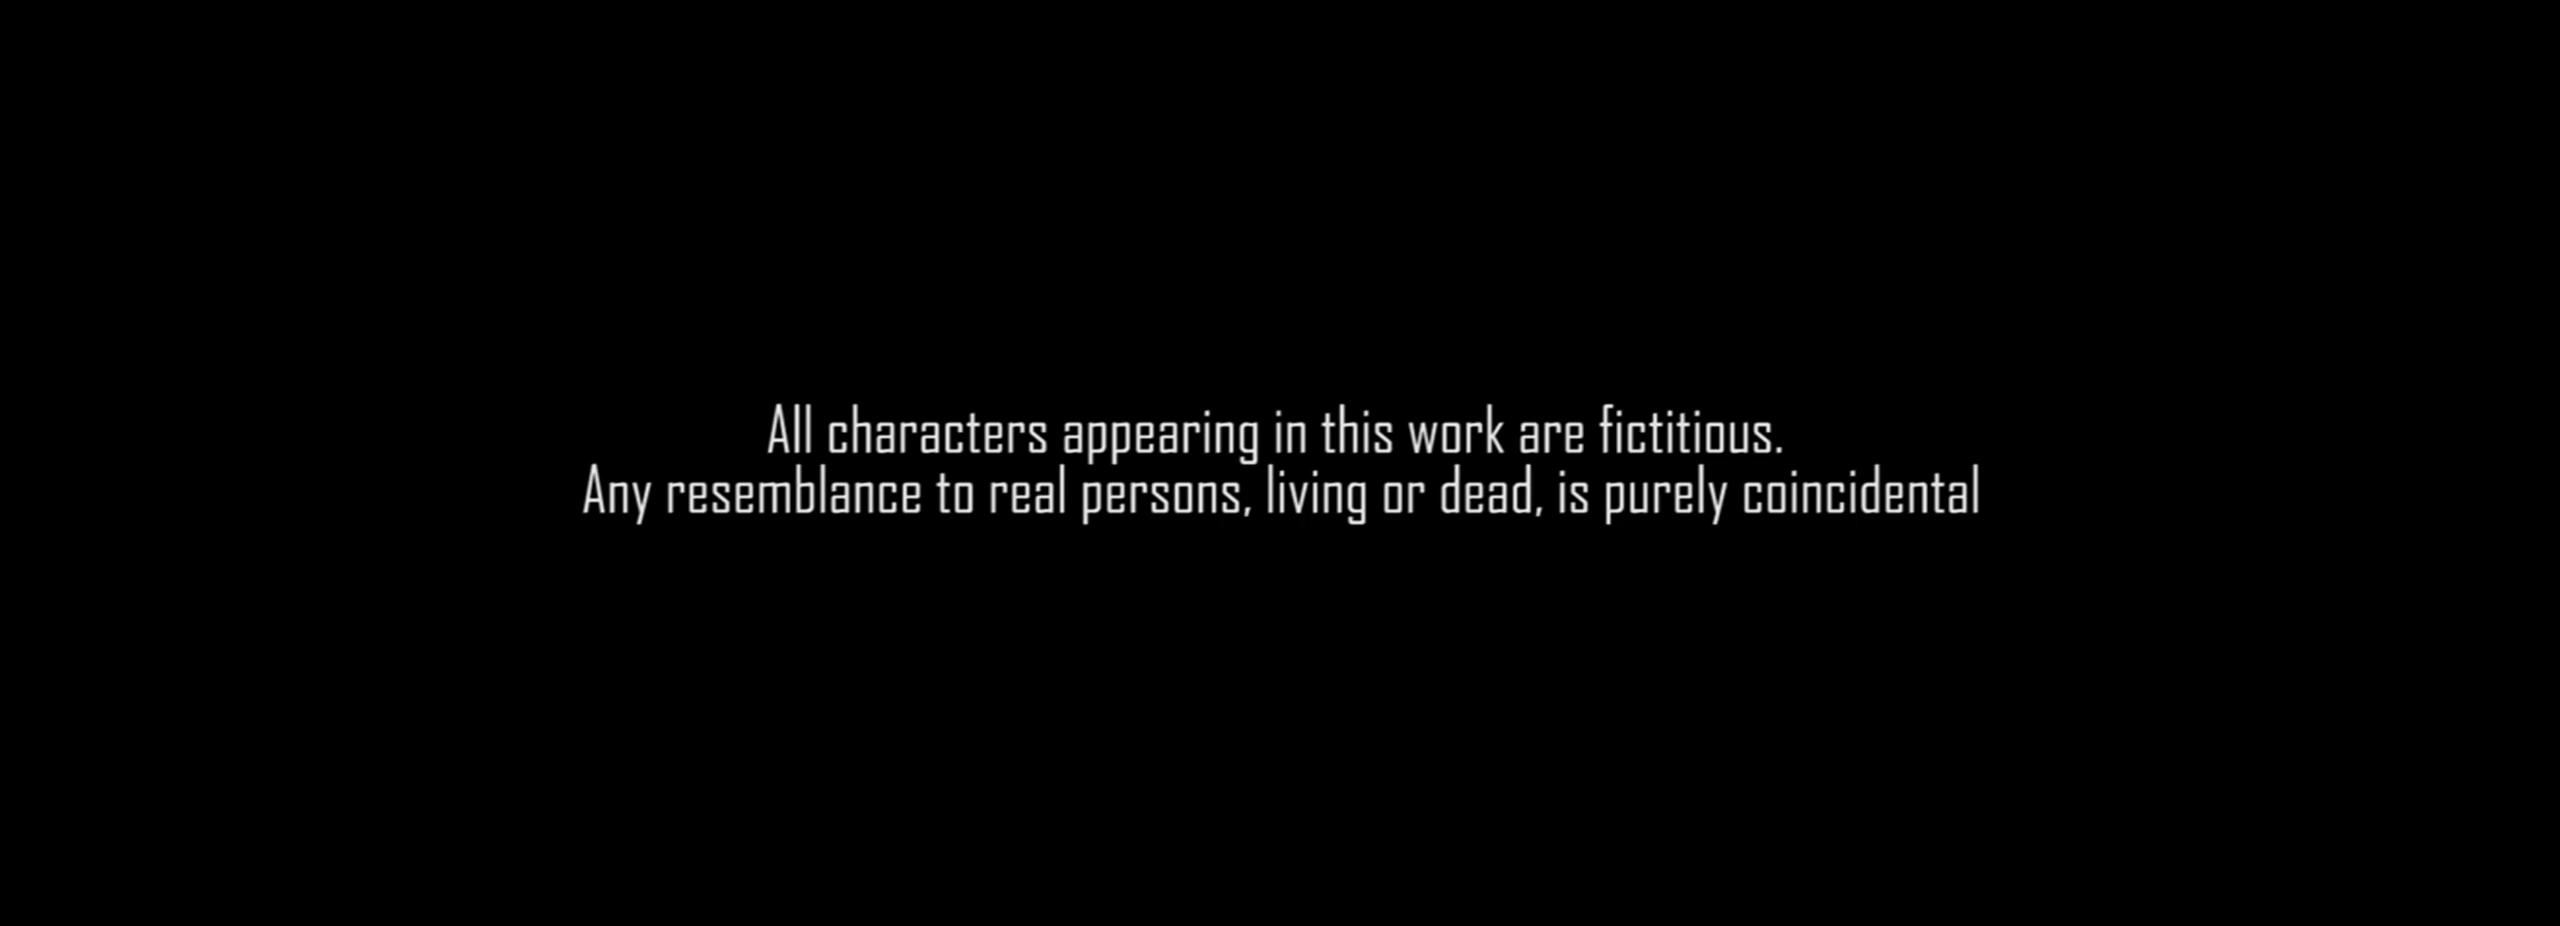 All characters appearing in this work are fictitious.
Any resemblance to real persons, living or dead, is purely coincidental